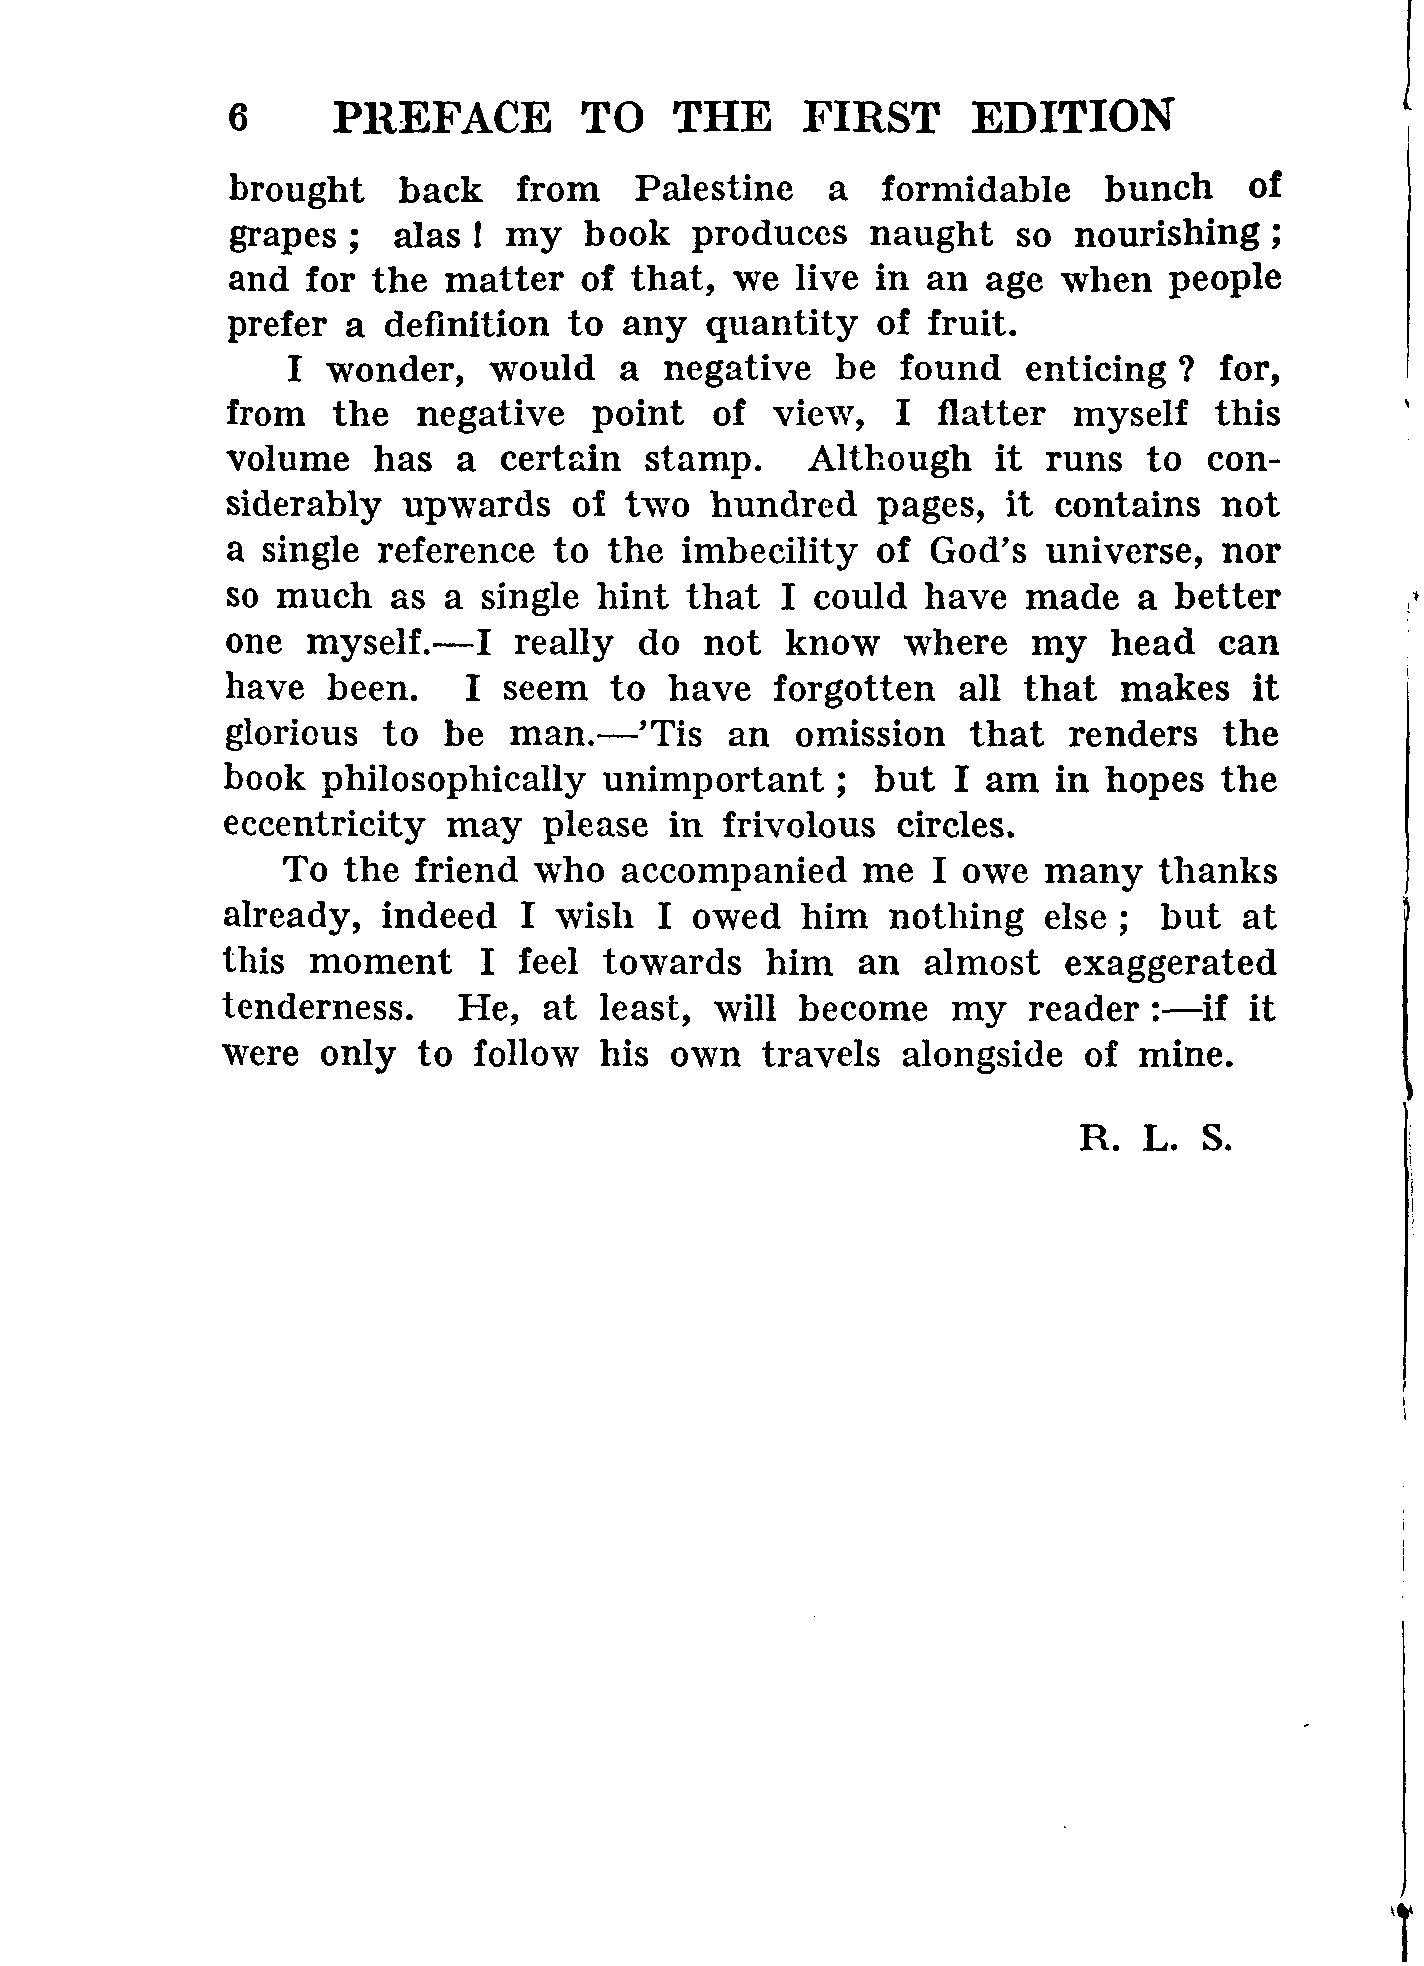 6 PREFACE TO THE FIRST EDITION
brought back from Palestine a formidable bunch of
grapes ; alas ! my book produces naught so nourishing ;
and for the matter of that, we live in an age when people
prefer a definition to any quantity of fruit.
I wonder, would a negative be found enticing ? for,
from the negative point of view, I flatter myself this
volume has a certain stamp. Although it runs to con-
siderably upwards of two hundred pages, it contains not
a single reference to the imbecility of God's universe, nor
so much as a single hint that I could have made a better
one myself.—I really do not know where my head can
have been. I seem to have forgotten all that makes it
glorious to be man.—'Tis an omission that renders the
book philosophically unimportant ; but I am in hopes the
eccentricity may please in frivolous circles.
To the friend who accompanied me I owe many thanks
already, indeed I wish I owed him nothing else ; but at
this moment I feel towards him an almost exaggerated
tenderness. He, at least, will become my reader :—if it
were only to follow his own travels alongside of mine.
R. L. S.